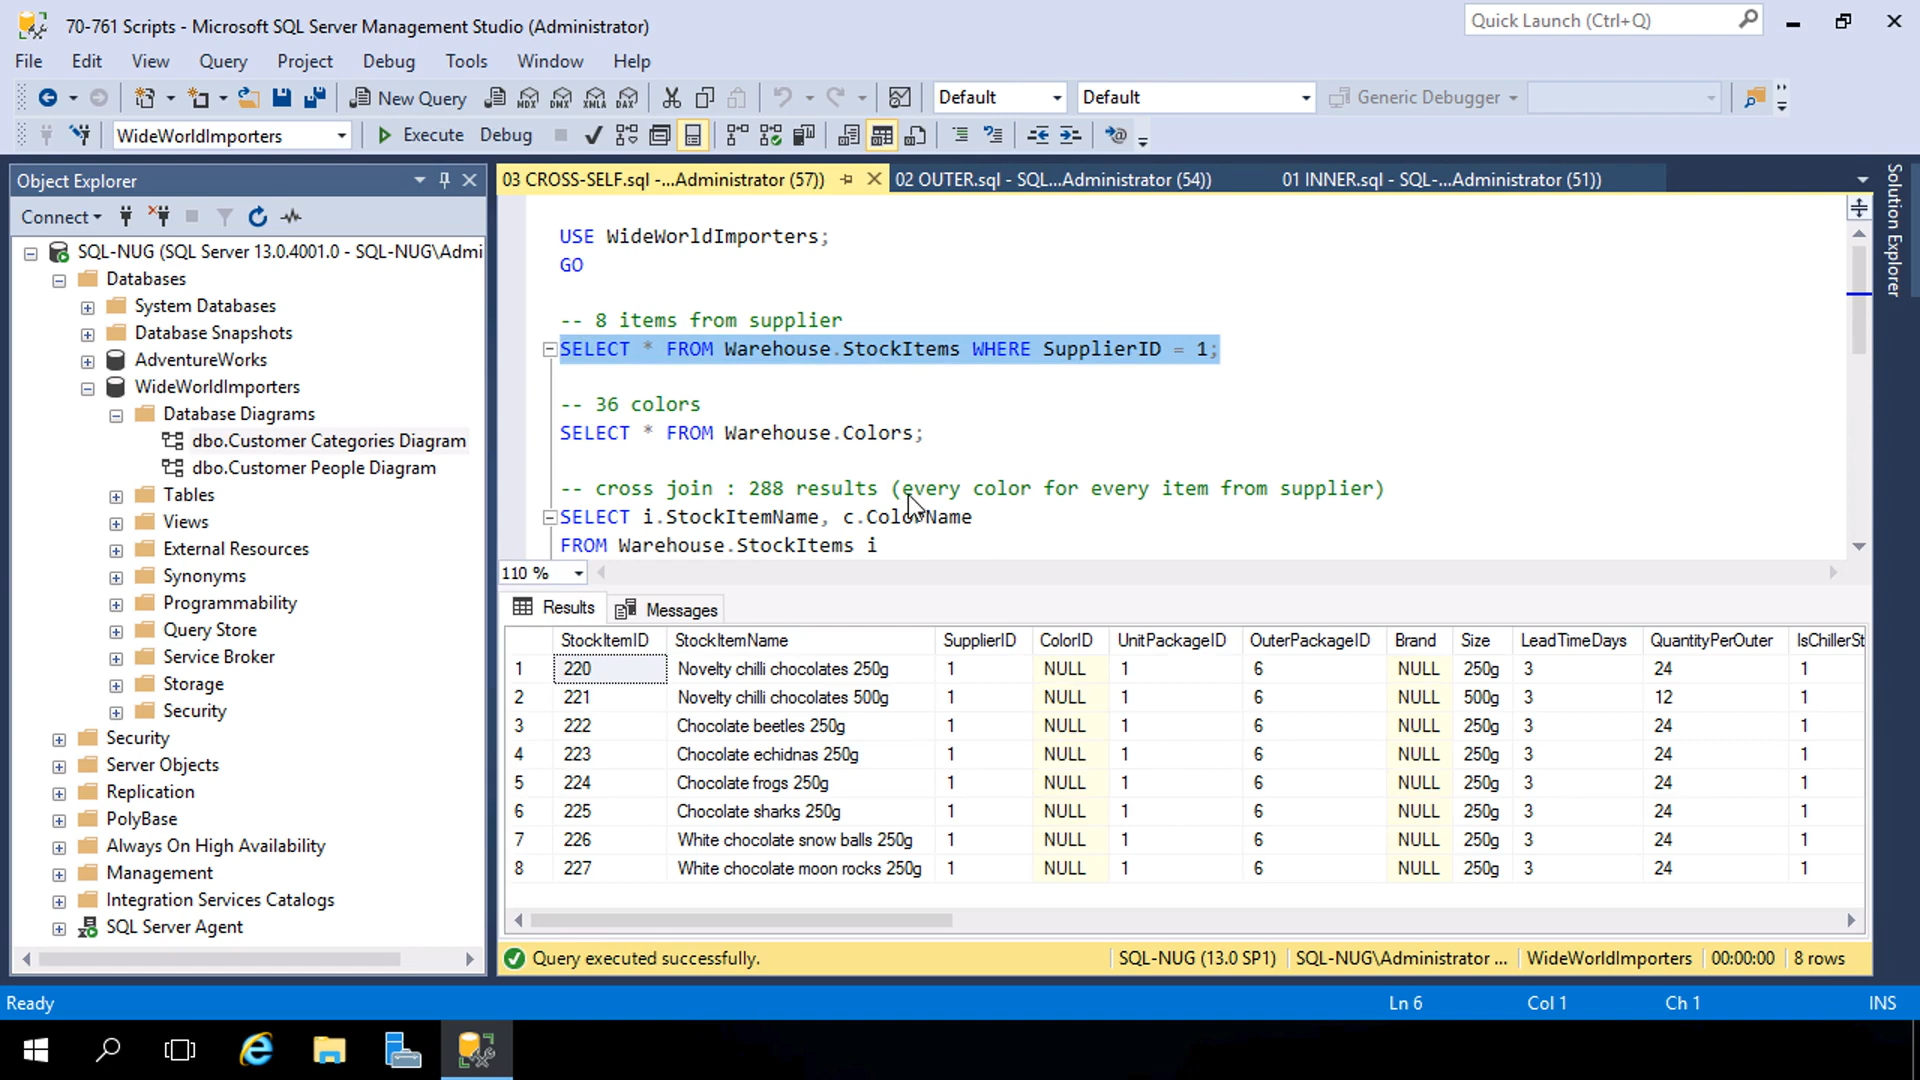 70-761 Scripts - Microsoft SQL Server Management Studio (Administrator)
Quick Launch (Ctrl+Q)
File Edit View Query Project Debug Tools Window Help
New Query MDX DMX XMLA DAX Default Default Generic Debugger
WideWorldImporters Execute Debug
Object Explorer
03 CROSS-SELF.sql -...Administrator (57)) 02 OUTER.sql - SQL...Administrator (54)) 01 INNER.sql - SQL-...Administrator (51))
Solution Explorer
Connect
SQL-NUG (SQL Server 13.0.4001.0 - SQL-NUG\Admi
Databases
System Databases
Database Snapshots
AdventureWorks
WideWorldImporters
Database Diagrams
dbo.Customer Categories Diagram
dbo.Customer People Diagram
Tables
Views
External Resources
Synonyms
Programmability
Query Store
Service Broker
Storage
Security
Security
Server Objects
Replication
PolyBase
Always On High Availability
Management
Integration Services Catalogs
SQL Server Agent
USE WideWorldImporters;
GO
-- 8 items from supplier
SELECT * FROM Warehouse.StockItems WHERE SupplierID = 1;
-- 36 colors
SELECT * FROM Warehouse.Colors;
-- cross join : 288 results (every color for every item from supplier)
SELECT i.StockItemName, c.ColorName
FROM Warehouse.StockItems i
110 %
Results Messages
StockItemID StockItemName SupplierID ColorID UnitPackageID OuterPackageID Brand Size LeadTimeDays QuantityPerOuter IsChillerSt
1 220 Novelty chilli chocolates 250g 1 NULL 1 6 NULL 250g 3 24 1
2 221 Novelty chilli chocolates 500g 1 NULL 1 6 NULL 500g 3 12 1
3 222 Chocolate beetles 250g 1 NULL 1 6 NULL 250g 3 24 1
4 223 Chocolate echidnas 250g 1 NULL 1 6 NULL 250g 3 24 1
5 224 Chocolate frogs 250g 1 NULL 1 6 NULL 250g 3 24 1
6 225 Chocolate sharks 250g 1 NULL 1 6 NULL 250g 3 24 1
7 226 White chocolate snow balls 250g 1 NULL 1 6 NULL 250g 3 24 1
8 227 White chocolate moon rocks 250g 1 NULL 1 6 NULL 250g 3 24 1
Query executed successfully. SQL-NUG (13.0 SP1) SQL-NUG\Administrator ... WideWorldImporters 00:00:00 8 rows
Ready Ln 6 Col 1 Ch 1 INS